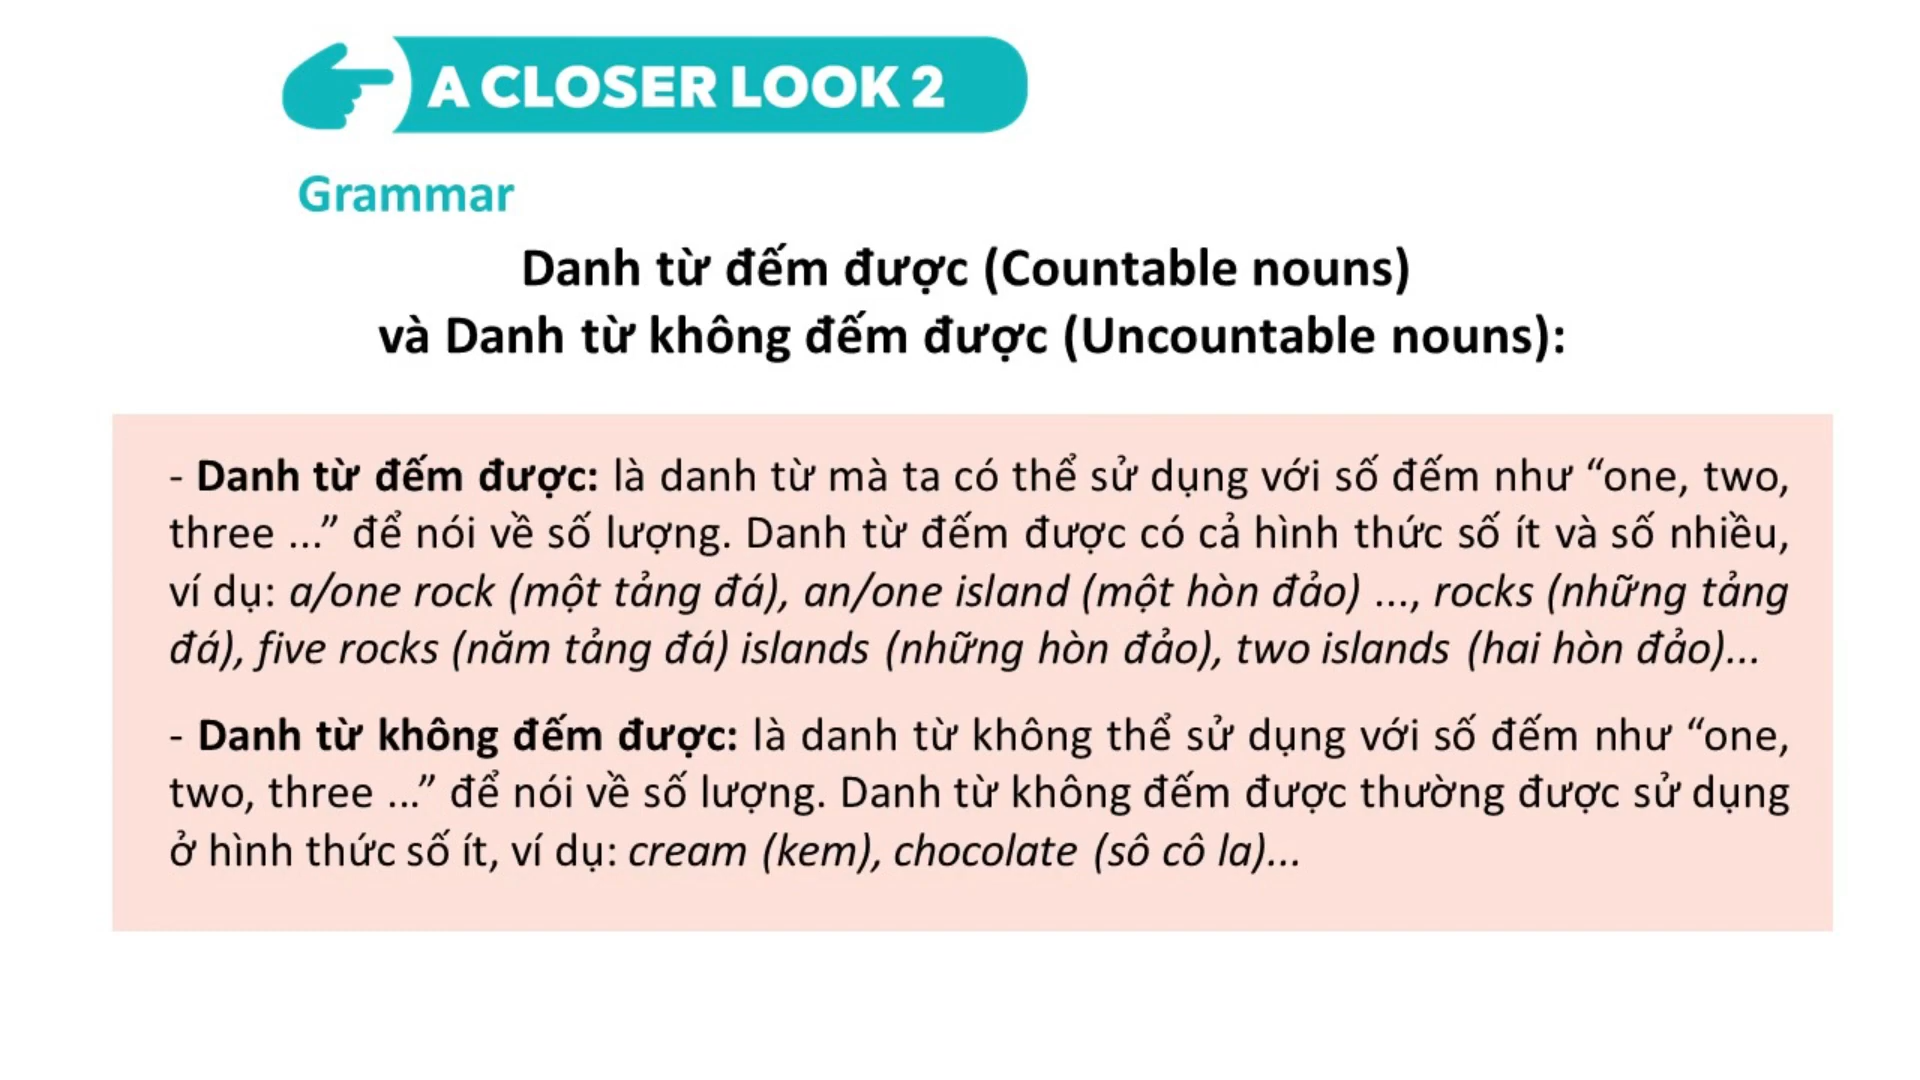 A CLOSER LOOK 2
Grammar
Danh từ đếm được (Countable nouns)
và Danh từ không đếm được (Uncountable nouns):
- Danh từ đếm được: là danh từ mà ta có thể sử dụng với số đếm như “one, two,
three ...” để nói về số lượng. Danh từ đếm được có cả hình thức số ít và số nhiều,
ví dụ: a/one rock (một tảng đá), an/one island (một hòn đảo) ..., rocks (những tảng
đá), five rocks (năm tảng đá) islands (những hòn đảo), two islands (hai hòn đảo)...
- Danh từ không đếm được: là danh từ không thể sử dụng với số đếm như “one,
two, three ...” để nói về số lượng. Danh từ không đếm được thường được sử dụng
ở hình thức số ít, ví dụ: cream (kem), chocolate (sô cô la)...